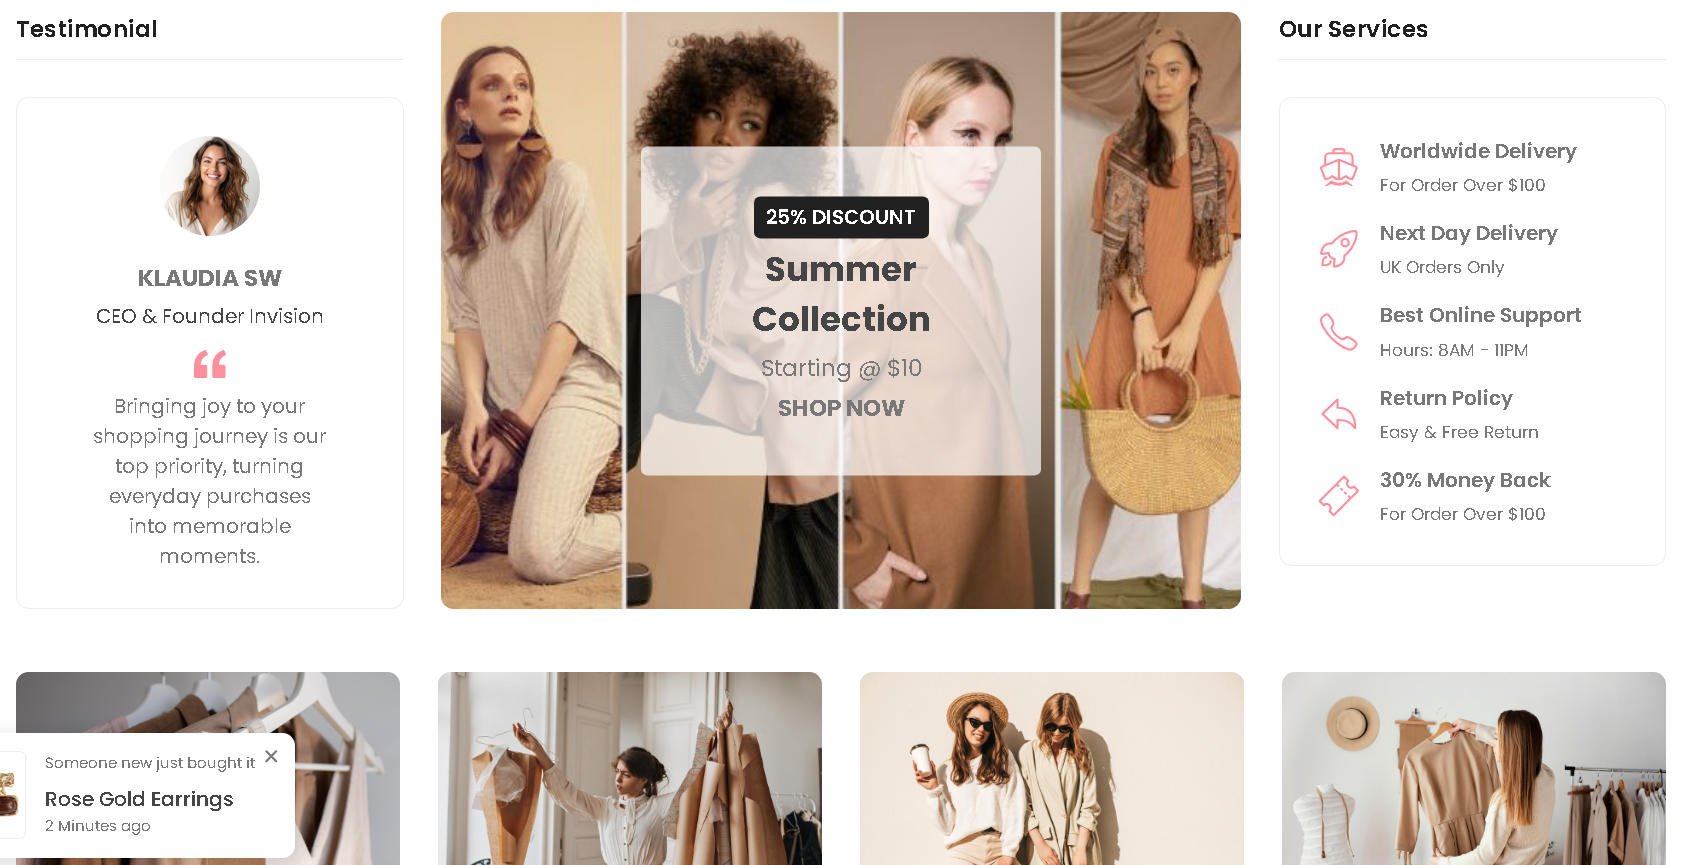 Testimonial
KLAUDIA SW
CEO & Founder Invision
Bringing joy to your
shopping journey is our
top priority, turning
everyday purchases
into memorable
moments.
25% DISCOUNT
Summer
Collection
Starting @ $10
SHOP NOW
Our Services
Worldwide Delivery
For Order Over $100
Next Day Delivery
UK Orders Only
Best Online Support
Hours: 8AM - 11PM
Return Policy
Easy & Free Return
30% Money Back
For Order Over $100
Someone new just bought it
Rose Gold Earrings
2 Minutes ago